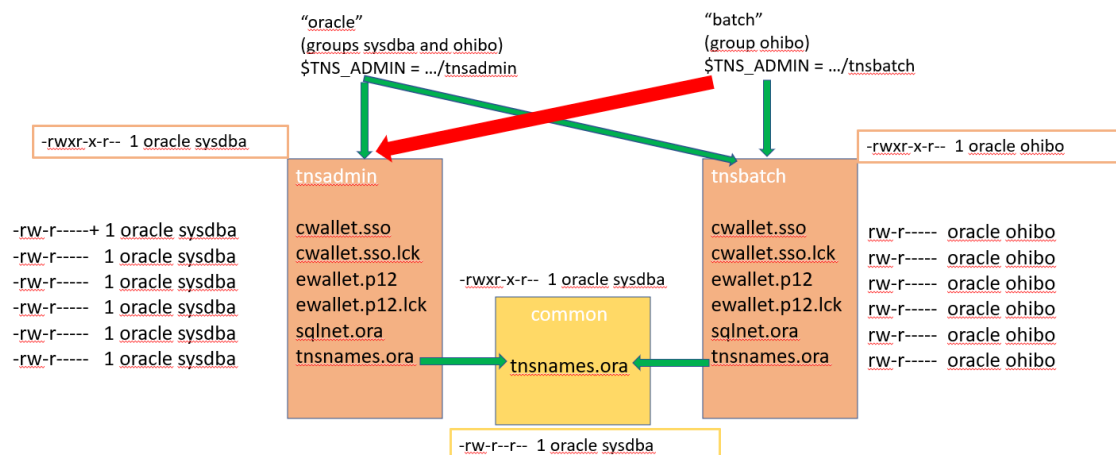 “oracle”
(groups sysdba and ohibo)
$TNS_ADMIN = .../tnsadmin
“batch”
(group ohibo)
$TNS_ADMIN = .../tnsbatch
-rwxr-x-r-- 1 oracle sysdba
-rwxr-x-r-- 1 oracle ohibo
tnsadmin
cwallet.sso
cwallet.sso.lck
ewallet.p12
ewallet.p12.lck
sqlnet.ora
tnsnames.ora
-rw-r-----+ 1 oracle sysdba
-rw-r----- 1 oracle sysdba
-rw-r----- 1 oracle sysdba
-rw-r----- 1 oracle sysdba
-rw-r----- 1 oracle sysdba
-rw-r----- 1 oracle sysdba
-rwxr-x-r-- 1 oracle sysdba
common
tnsnames.ora
-rw-r--r-- 1 oracle sysdba
tnsbatch
cwallet.sso
cwallet.sso.lck
ewallet.p12
ewallet.p12.lck
sqlnet.ora
tnsnames.ora
rw-r----- oracle ohibo
rw-r----- oracle ohibo
rw-r----- oracle ohibo
rw-r----- oracle ohibo
rw-r----- oracle ohibo
rw-r----- oracle ohibo